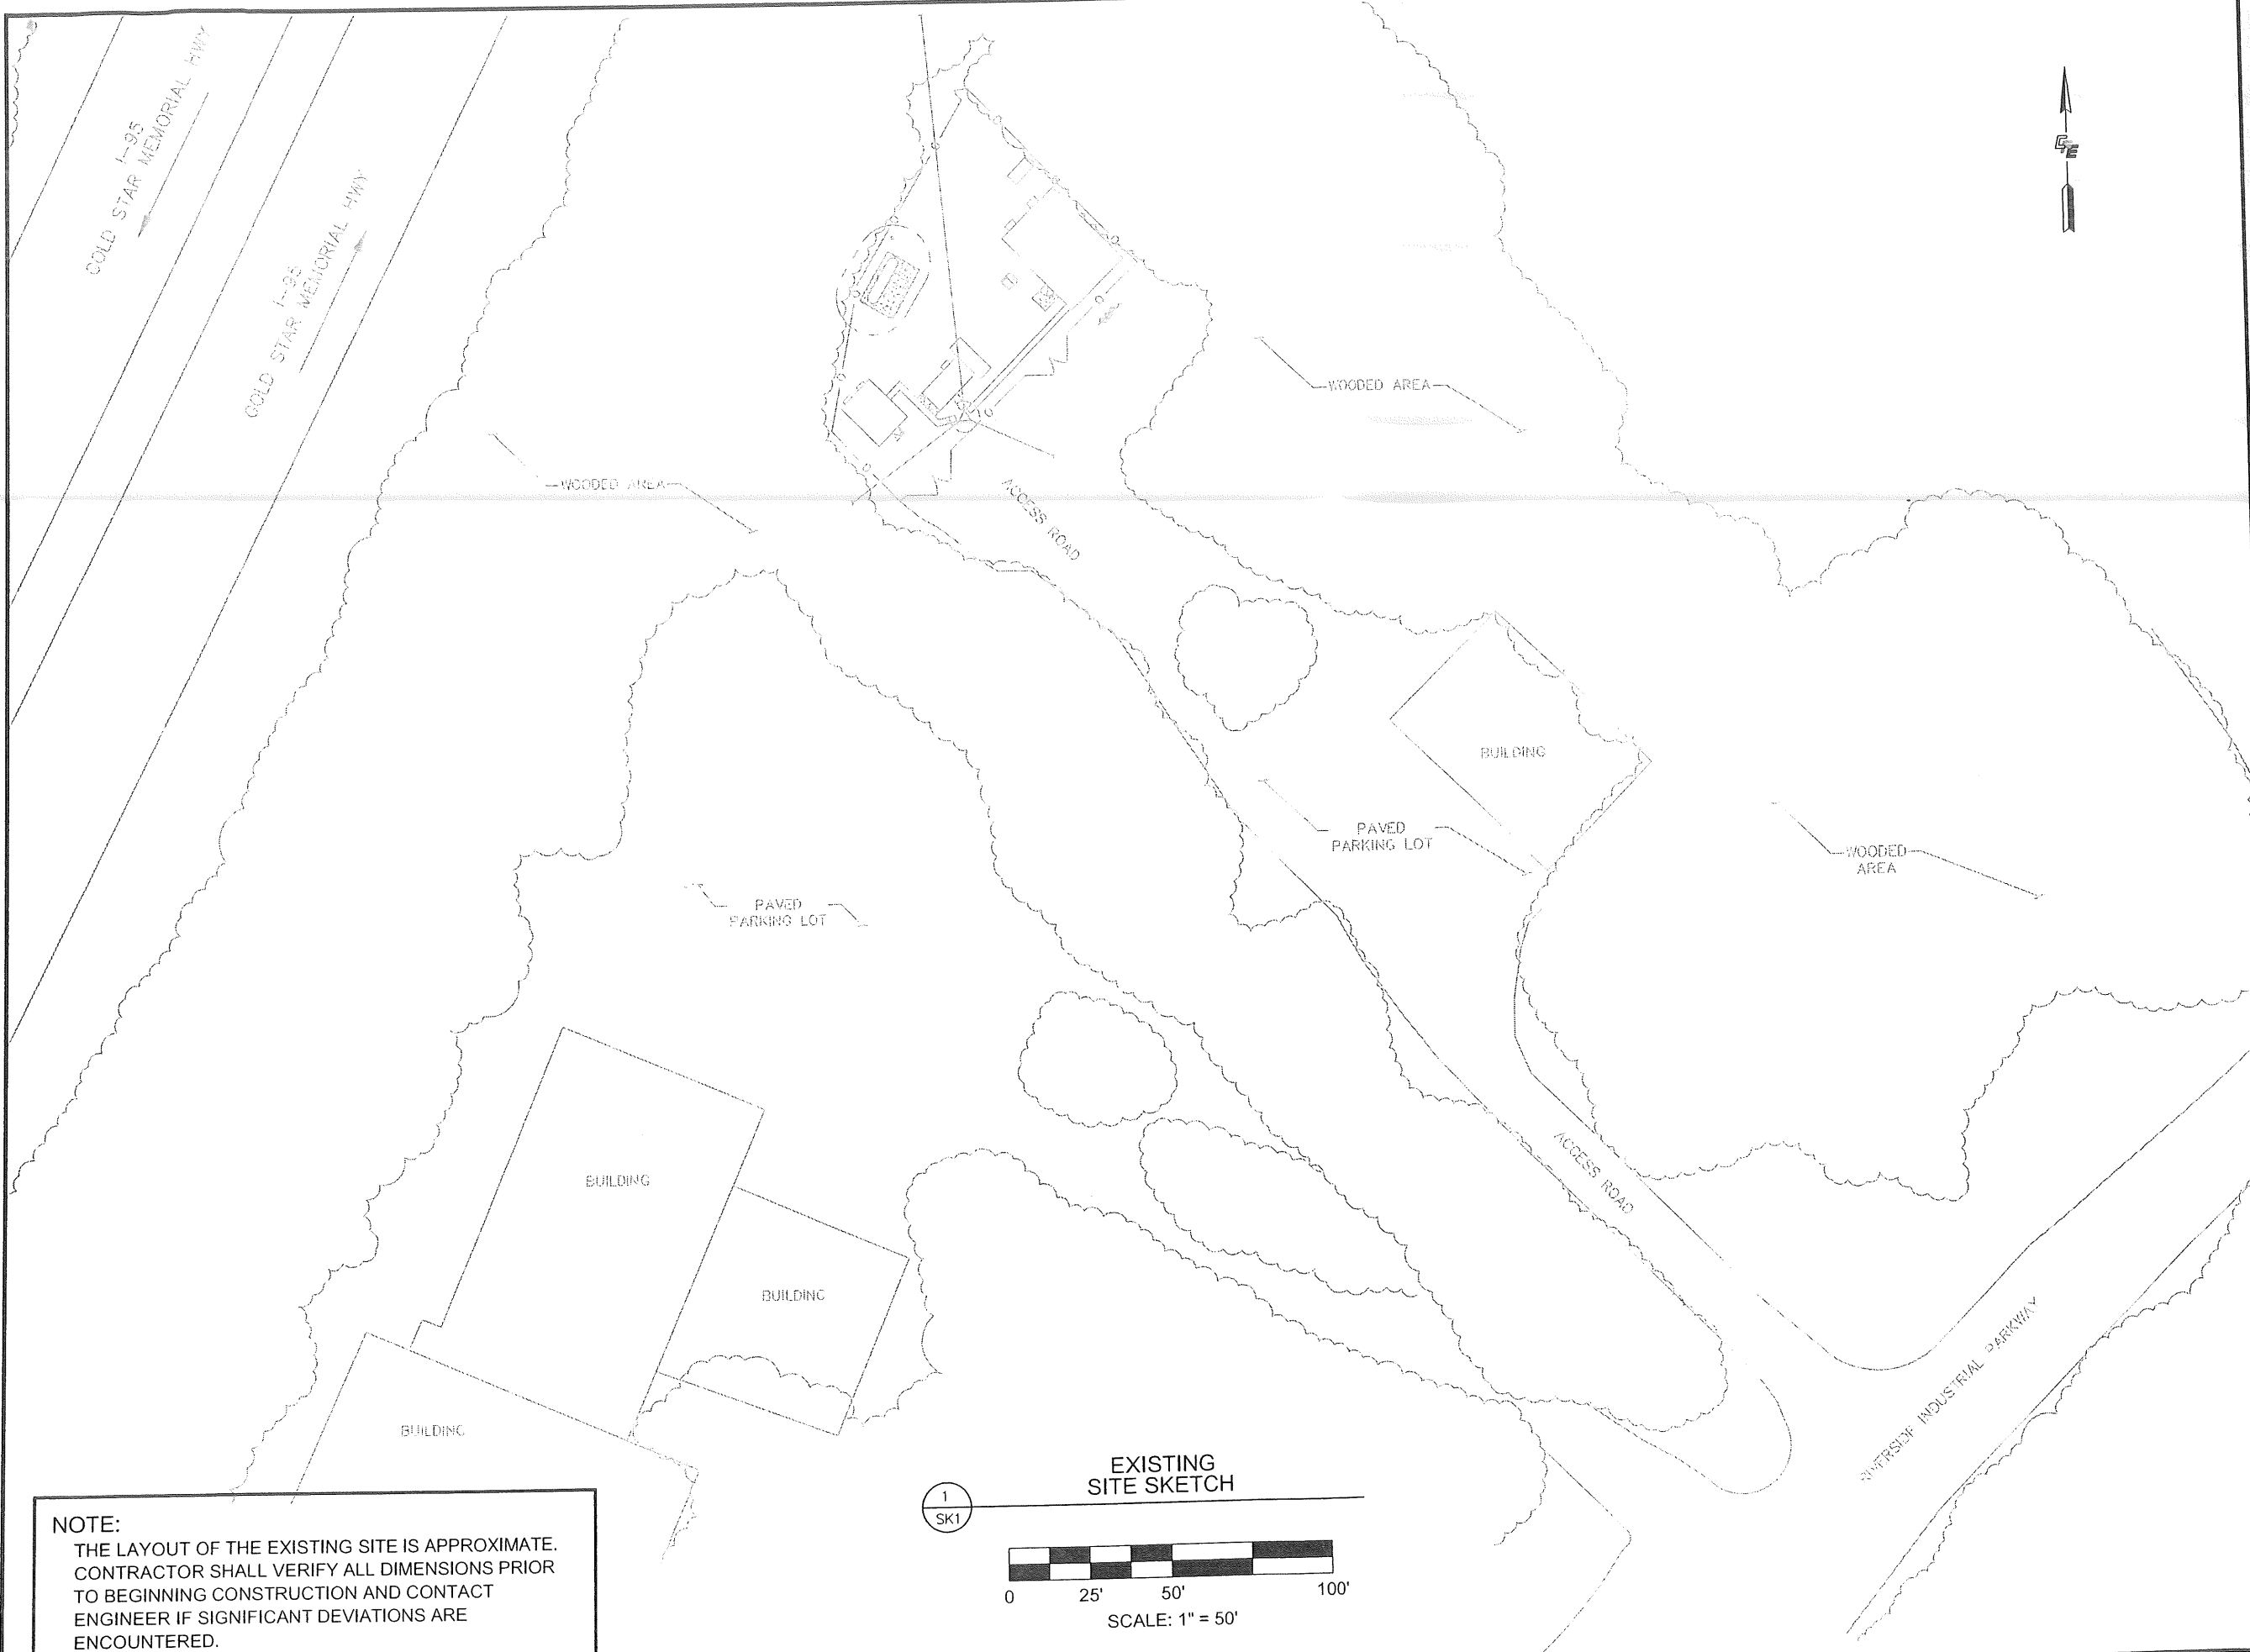 I-95
GOLD STAR MEMORIAL HWY
I-95
GOLD STAR MEMORIAL HWY
WOODED AREA
WOODED AREA
ACCESS ROAD
BUILDING
PAVED
PARKING LOT
WOODED
AREA
PAVED
PARKING LOT
ACCESS ROAD
BUILDING
BUILDING
BUILDING
RIVERSIDE INDUSTRIAL PARKWAY
EXISTING
SITE SKETCH
1
SK1
0 25' 50' 100'
SCALE: 1" = 50'
NOTE:
THE LAYOUT OF THE EXISTING SITE IS APPROXIMATE.
CONTRACTOR SHALL VERIFY ALL DIMENSIONS PRIOR
TO BEGINNING CONSTRUCTION AND CONTACT
ENGINEER IF SIGNIFICANT DEVIATIONS ARE
ENCOUNTERED.